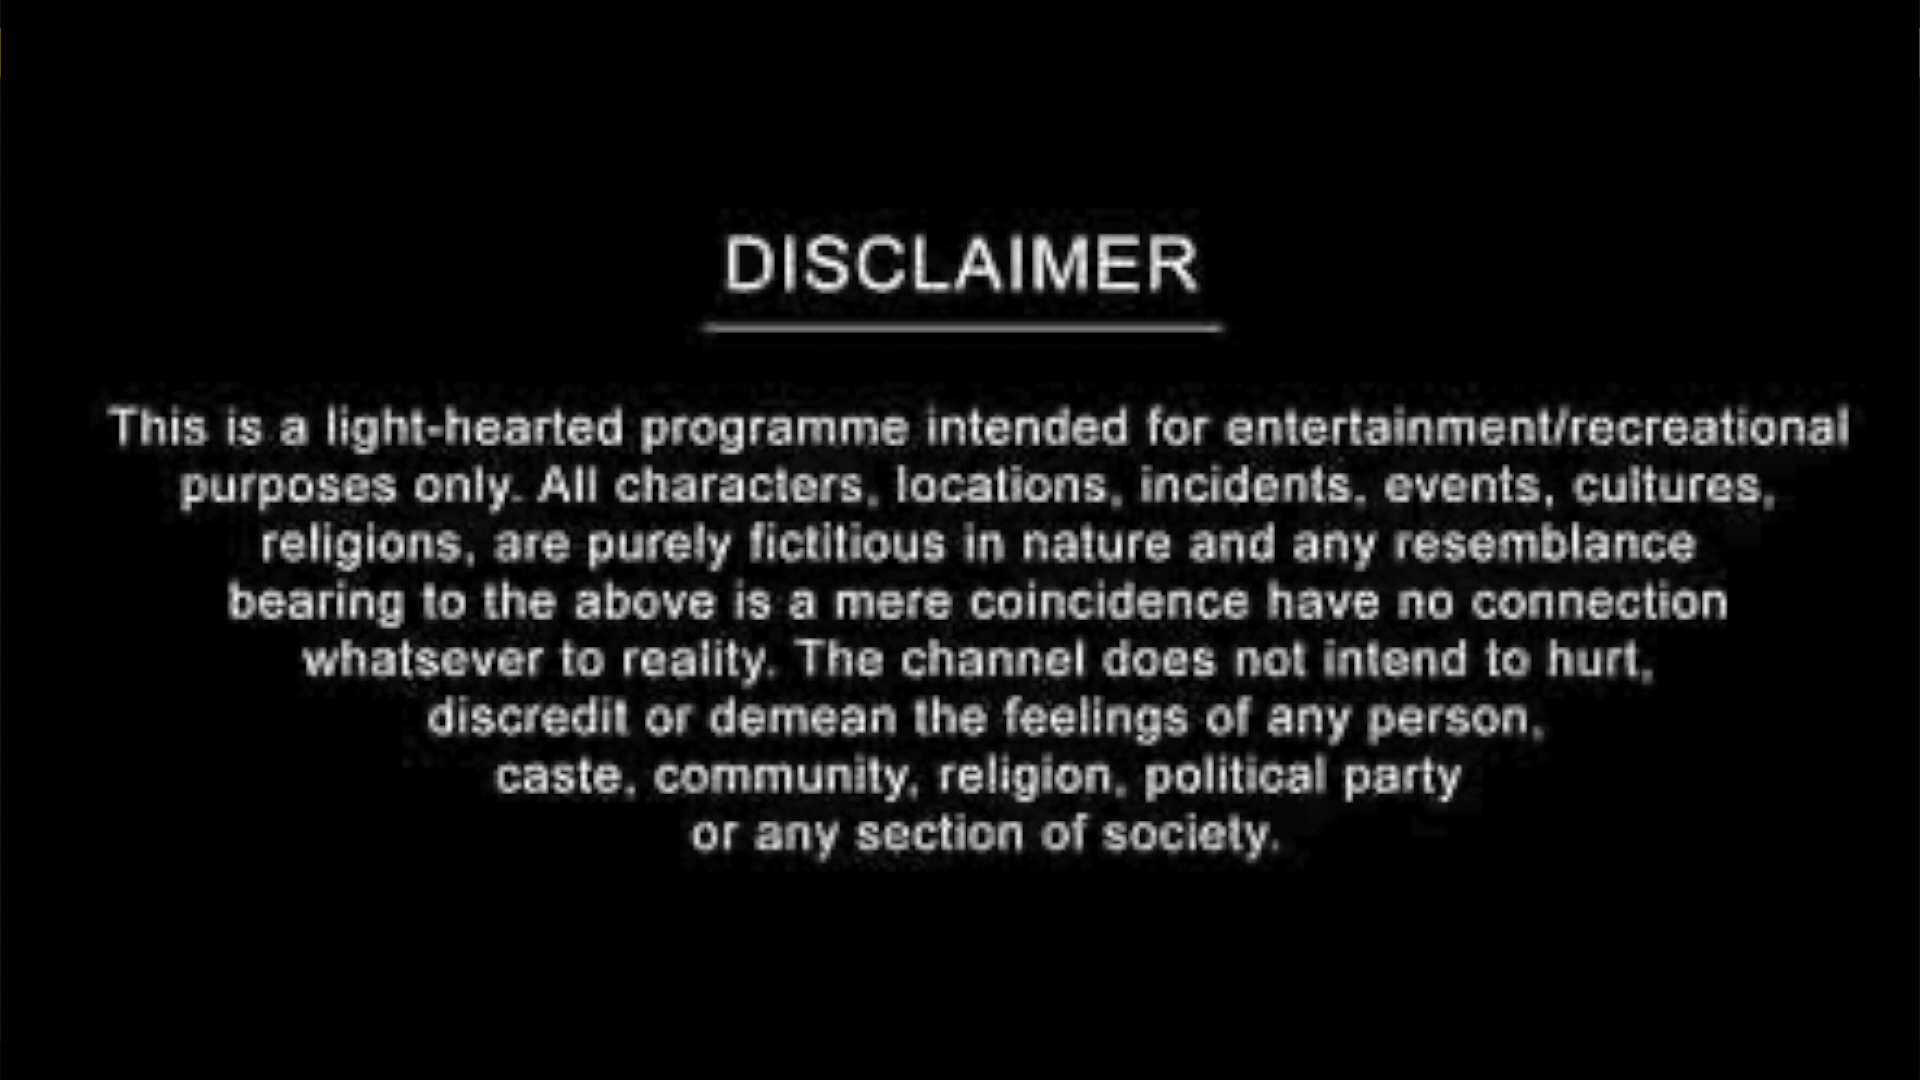 DISCLAIMER
This is a light-hearted programme intended for entertainment/recreational
purposes only. All characters, locations, incidents, events, cultures,
religions, are purely fictitious in nature and any resemblance
bearing to the above is a mere coincidence have no connection
whatsever to reality. The channel does not intend to hurt,
discredit or demean the feelings of any person,
caste, community, religion, political party
or any section of society.